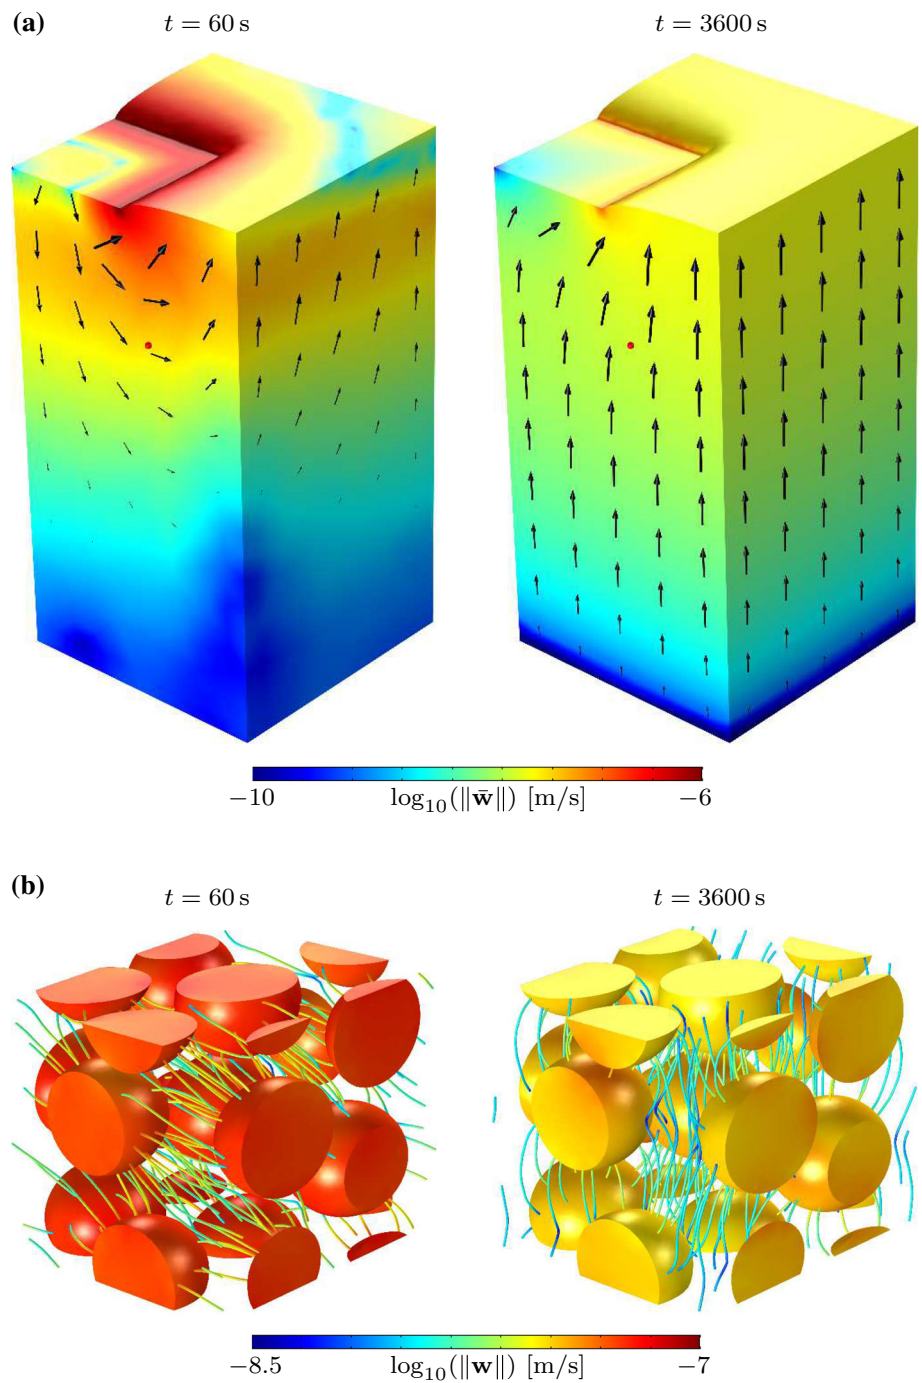 (a)
t = 60 s
t = 3600 s
−10 log₁₀(‖w̄‖) [m/s] −6
(b)
t = 60 s
t = 3600 s
−8.5 log₁₀(‖w‖) [m/s] −7